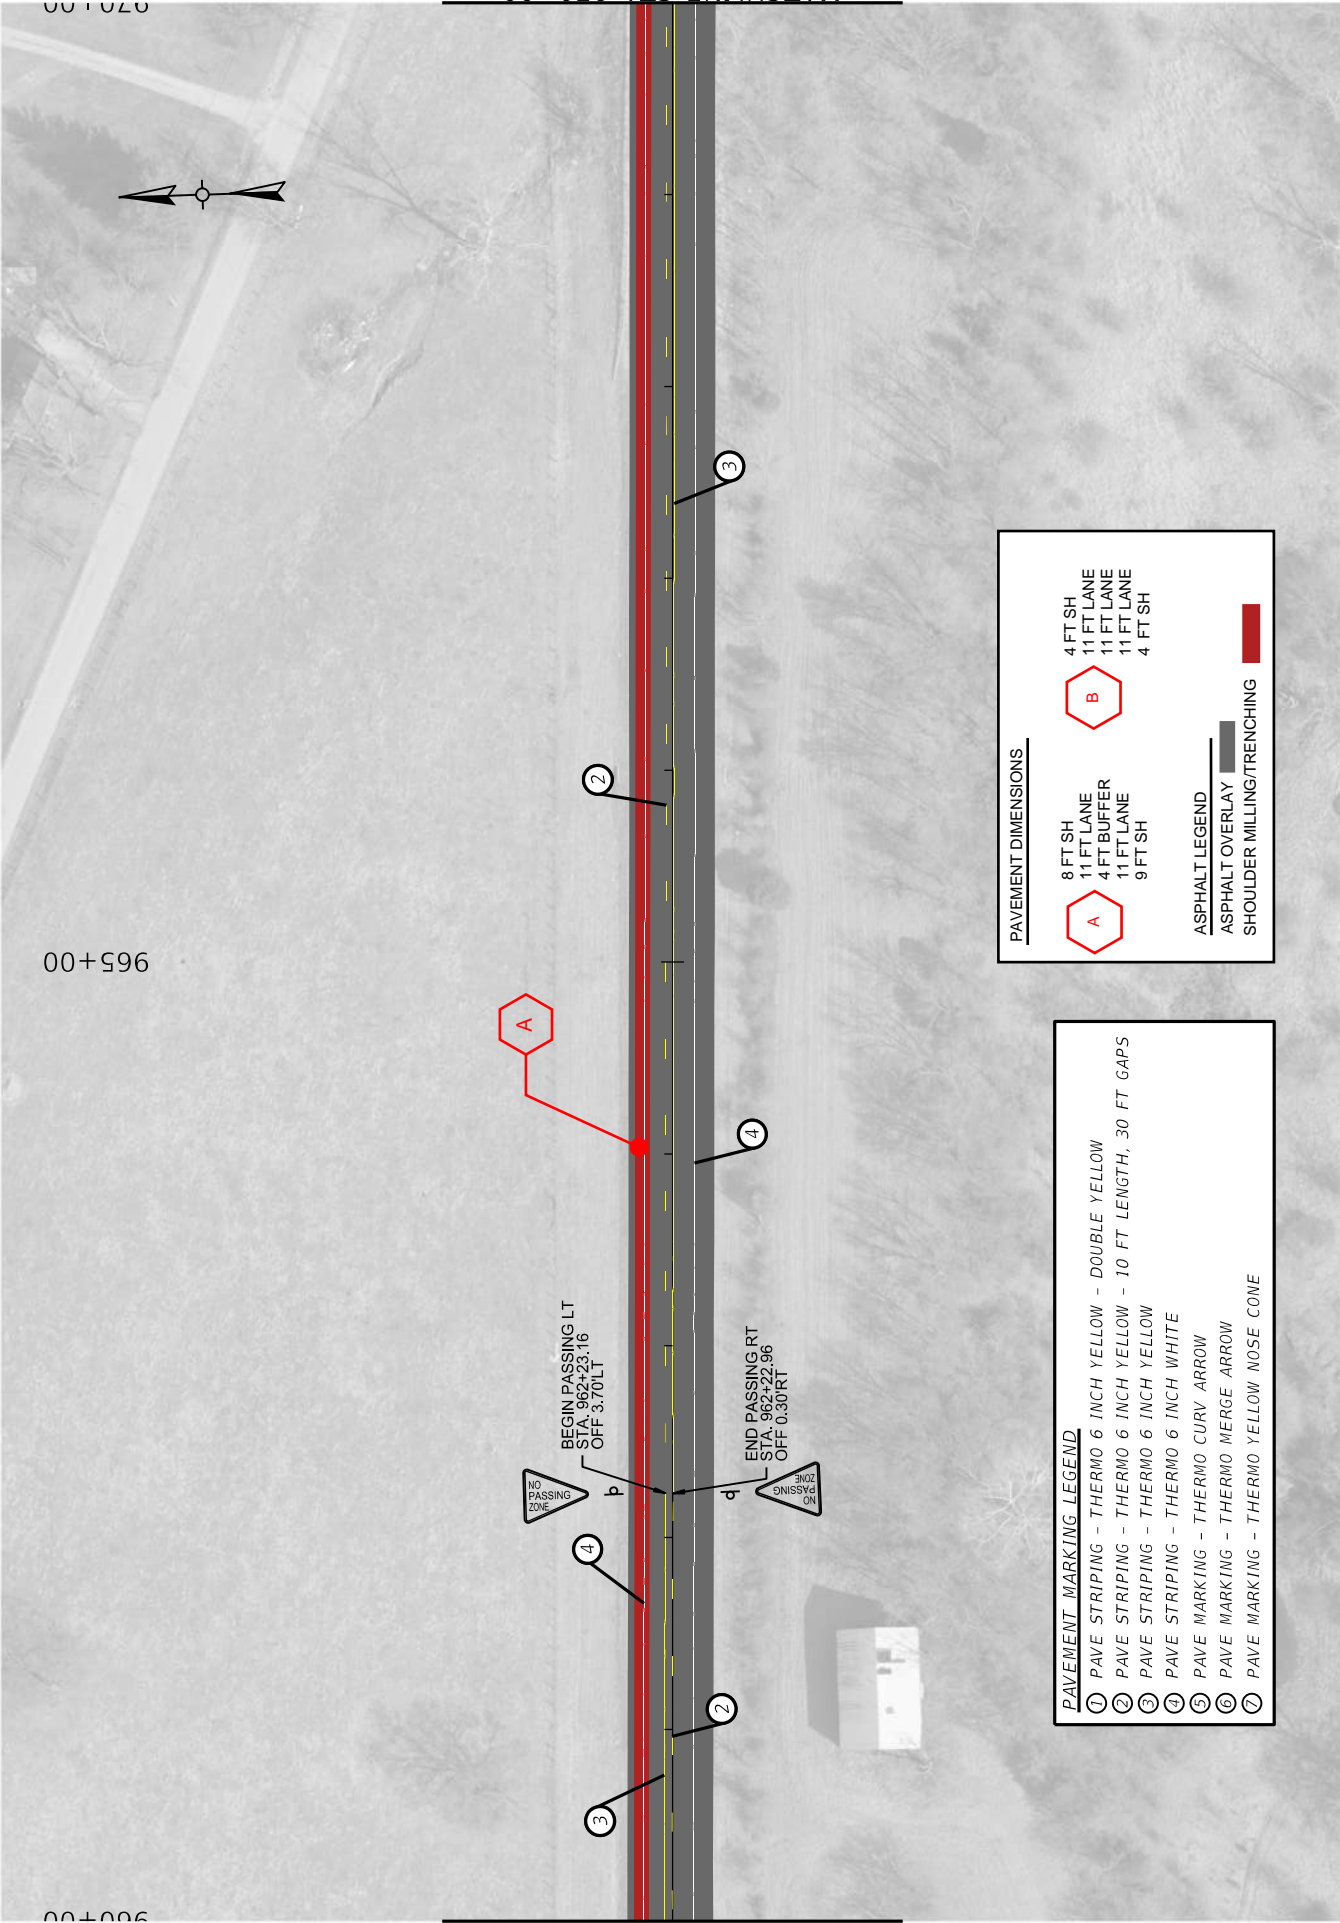 970+00
965+00
960+00
A
2
3
4
BEGIN PASSING LT
STA. 962+23.16
OFF 3.70'LT
NO
PASSING
ZONE
4
3
END PASSING RT
STA. 962+22.96
OFF 0.30'RT
NO
PASSING
ZONE
2
PAVEMENT DIMENSIONS
A
8 FT SH
11 FT LANE
4 FT BUFFER
11 FT LANE
9 FT SH
B
4 FT SH
11 FT LANE
11 FT LANE
11 FT LANE
4 FT SH
ASPHALT LEGEND
ASPHALT OVERLAY
SHOULDER MILLING/TRENCHING
PAVEMENT MARKING LEGEND
1 PAVE STRIPING - THERMO 6 INCH YELLOW - DOUBLE YELLOW
2 PAVE STRIPING - THERMO 6 INCH YELLOW - 10 FT LENGTH, 30 FT GAPS
3 PAVE STRIPING - THERMO 6 INCH YELLOW
4 PAVE STRIPING - THERMO 6 INCH WHITE
5 PAVE MARKING - THERMO CURV ARROW
6 PAVE MARKING - THERMO MERGE ARROW
7 PAVE MARKING - THERMO YELLOW NOSE CONE